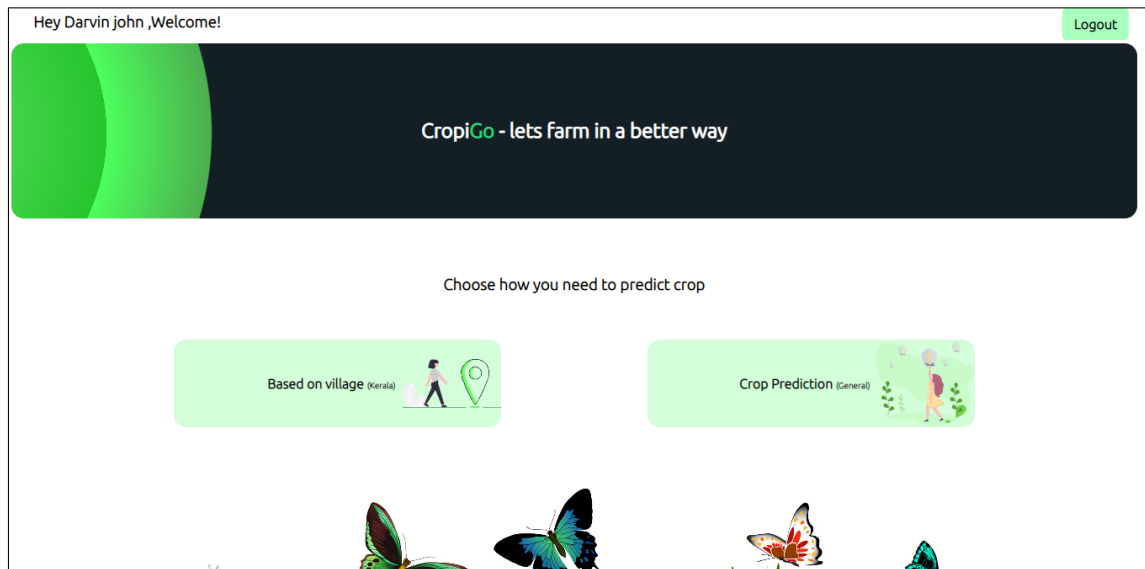 Hey Darvin john ,Welcome!
Logout
CropiGo - lets farm in a better way
Choose how you need to predict crop
Based on village (Kerala)
Crop Prediction (General)